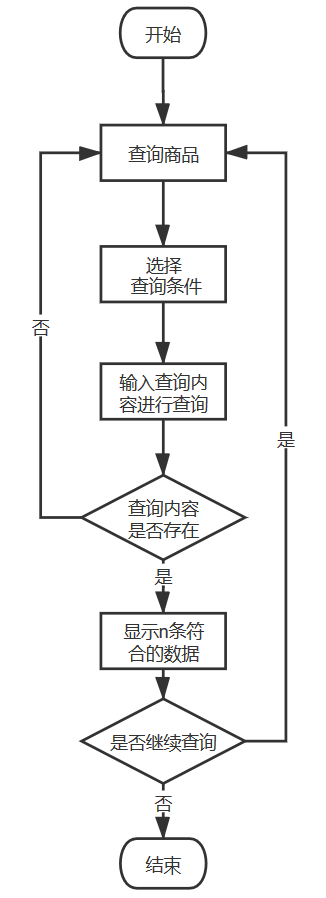 开始
查询商品
选择
查询条件
否
输入查询内
容进行查询
是
查询内容
是否存在
是
显示n条符
合的数据
是否继续查询
否
结束